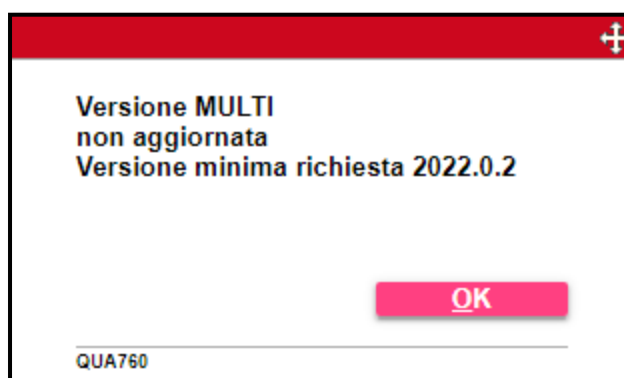 Versione MULTI
non aggiornata
Versione minima richiesta 2022.0.2
OK
QUA760